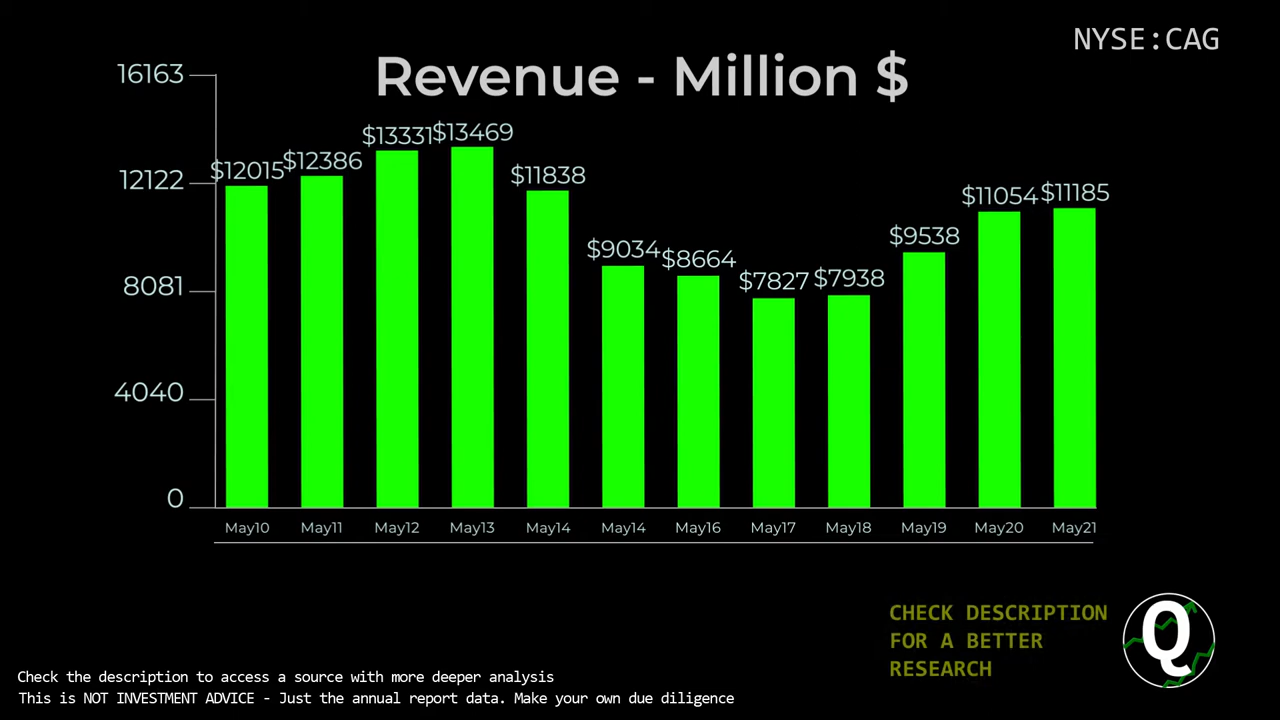 NYSE:CAG
Revenue - Million $
16163
12122
8081
4040
0
$12015 $12386 $13331 $13469 $11838 $9034 $8664 $7827 $7938 $9538 $11054 $11185
May10 May11 May12 May13 May14 May14 May16 May17 May18 May19 May20 May21
CHECK DESCRIPTION
FOR A BETTER
RESEARCH
Q
Check the description to access a source with more deeper analysis
This is NOT INVESTMENT ADVICE - Just the annual report data. Make your own due diligence